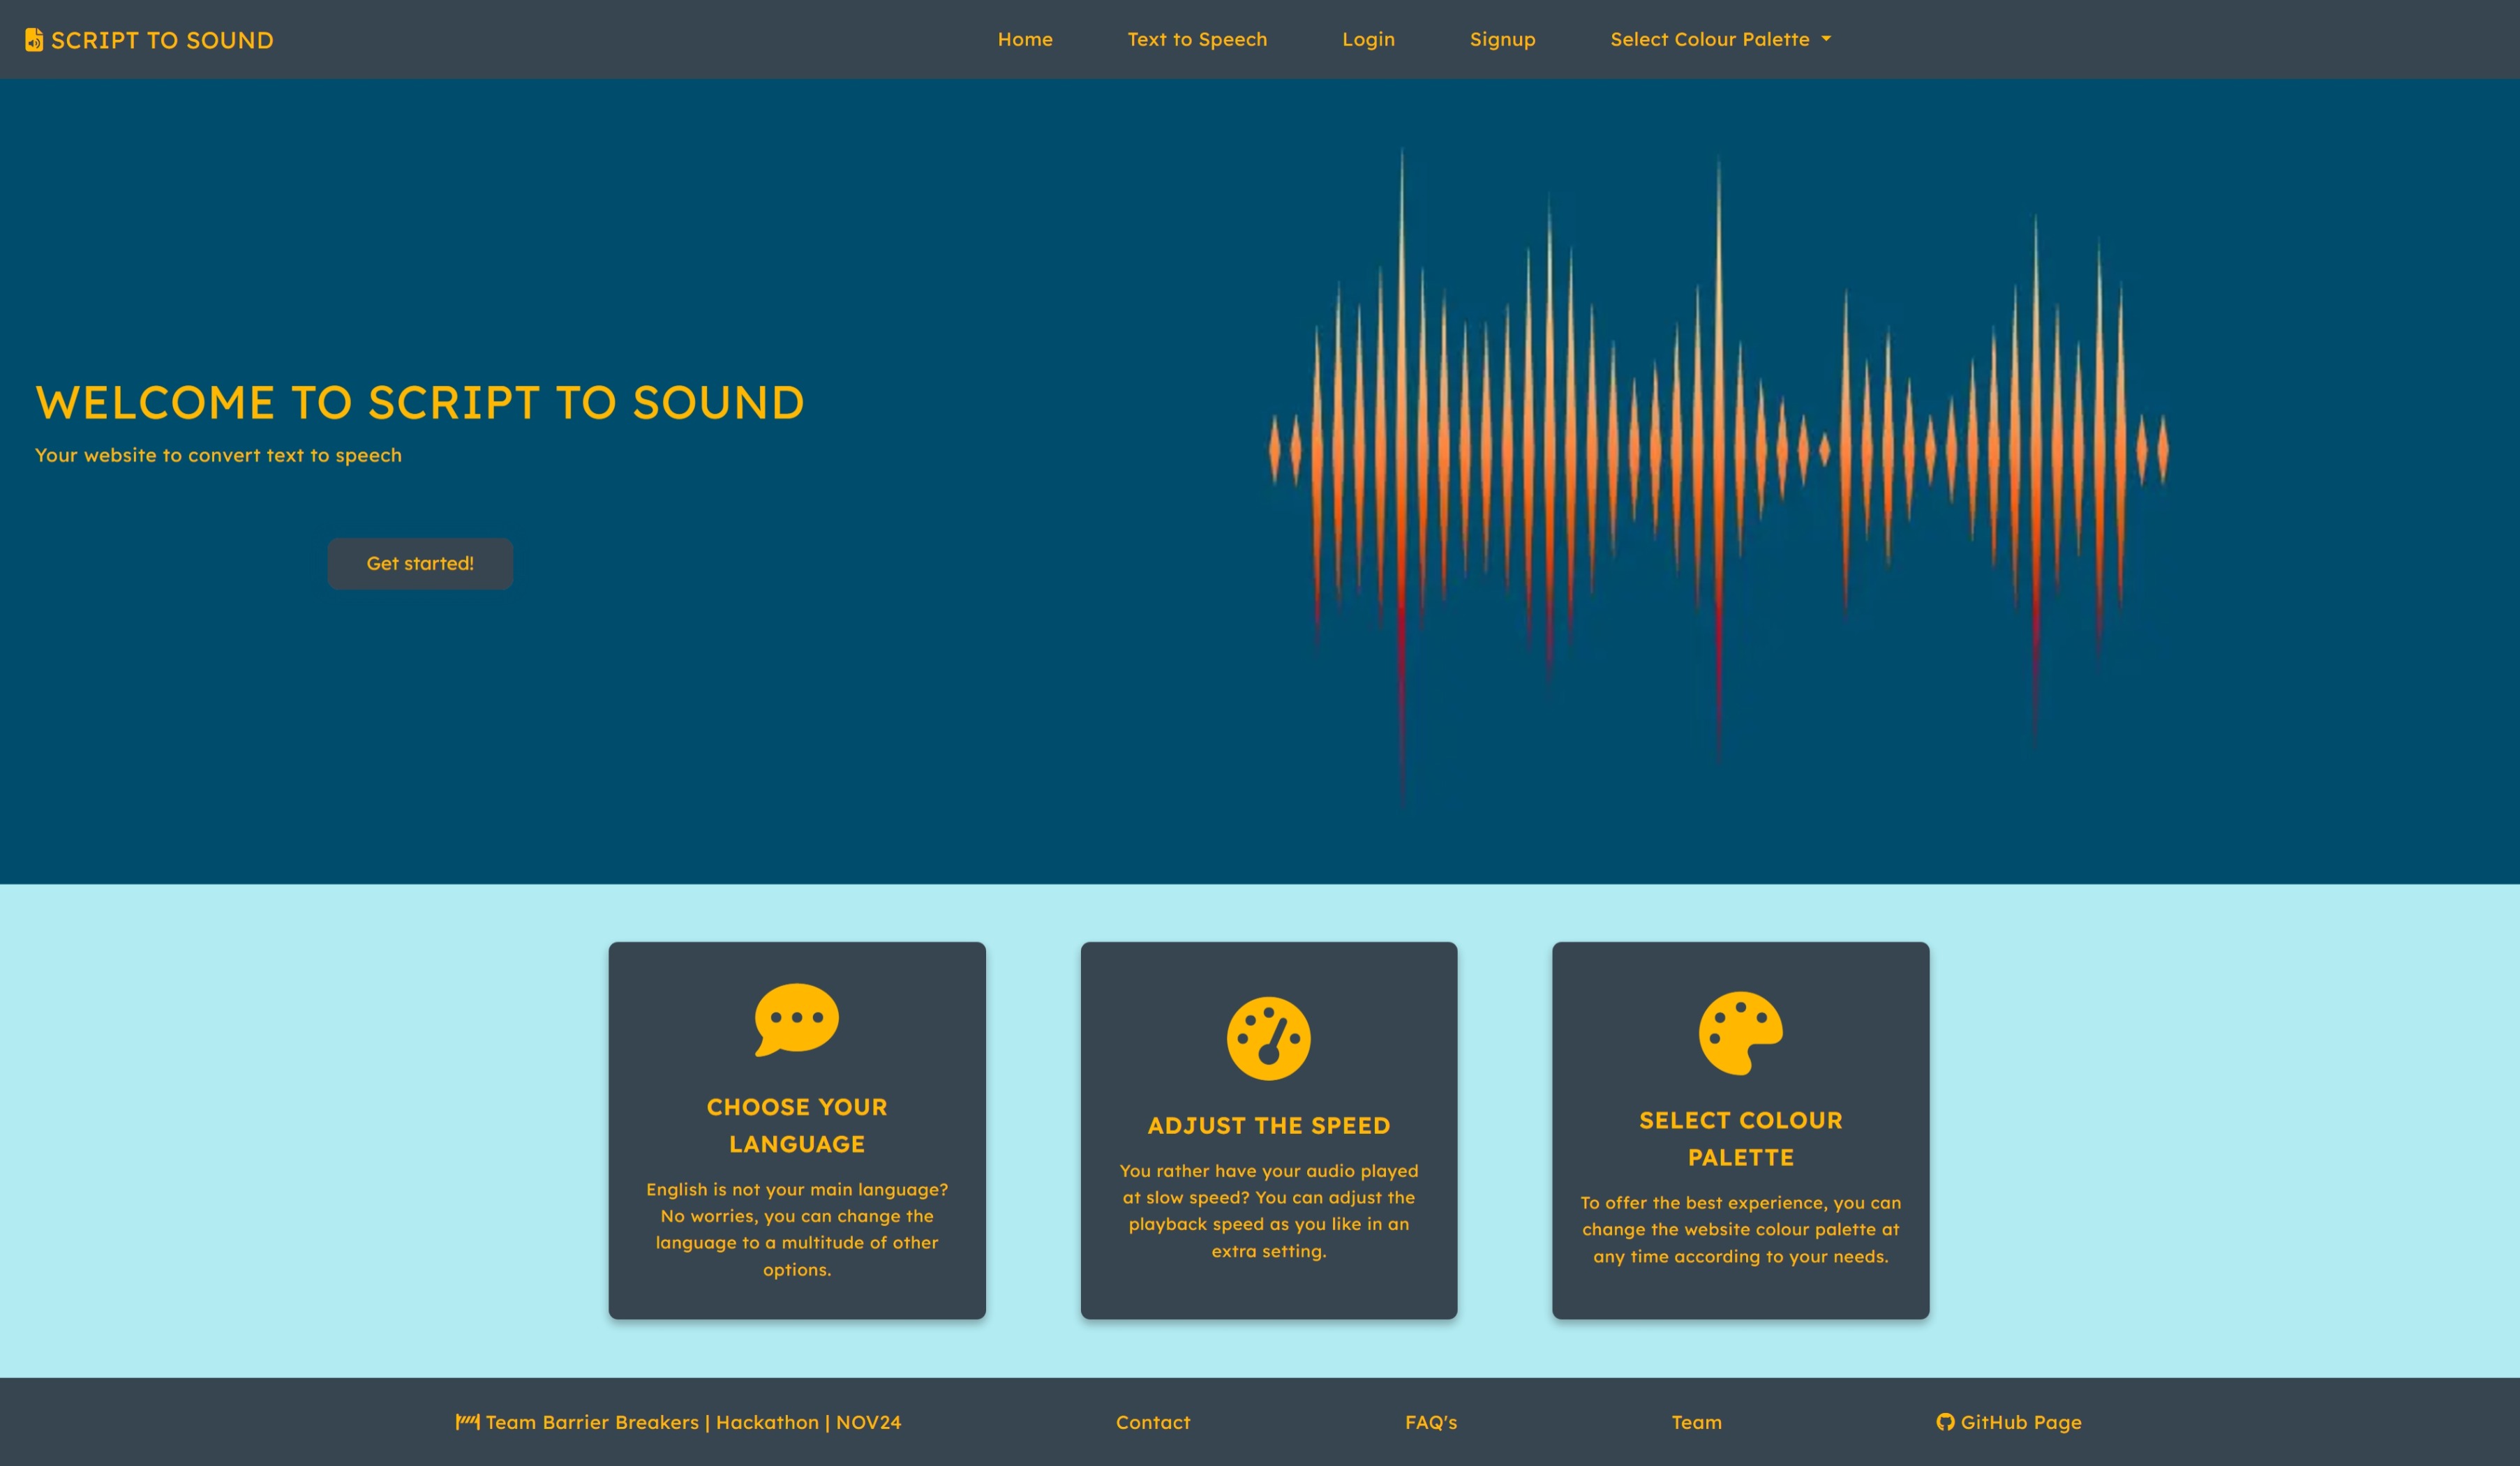 SCRIPT TO SOUND
Home
Text to Speech
Login
Signup
Select Colour Palette
WELCOME TO SCRIPT TO SOUND
Your website to convert text to speech
Get started!
CHOOSE YOUR
LANGUAGE
English is not your main language?
No worries, you can change the
language to a multitude of other
options.
ADJUST THE SPEED
You rather have your audio played
at slow speed? You can adjust the
playback speed as you like in an
extra setting.
SELECT COLOUR
PALETTE
To offer the best experience, you can
change the website colour palette at
any time according to your needs.
Team Barrier Breakers | Hackathon | NOV24
Contact
FAQ's
Team
GitHub Page